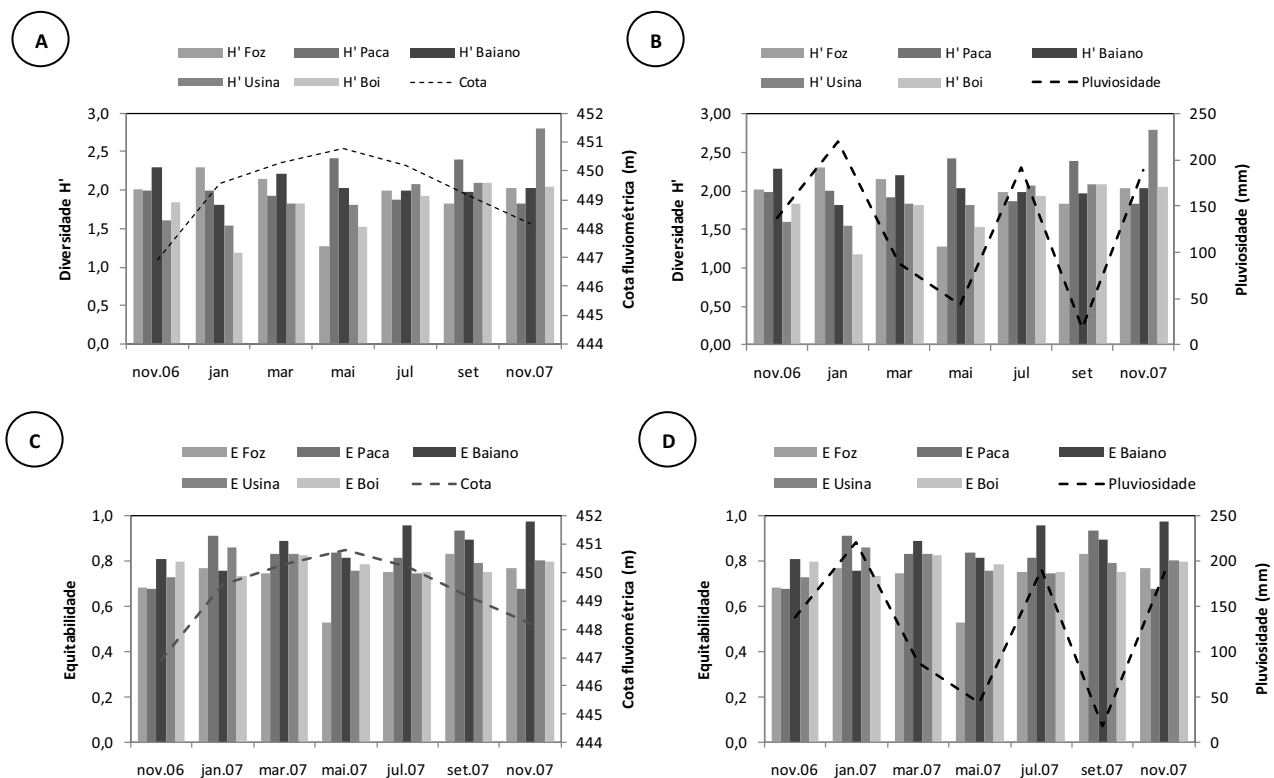 A
H' Foz H' Paca H' Baiano
H' Usina H' Boi Cota
Diversidade H'
3,0
2,5
2,0
1,5
1,0
0,5
0,0
452
451
450
449
448
447
446
445
444
Cota fluviométrica (m)
nov.06 jan mar mai jul set nov.07
B
H' Foz H' Paca H' Baiano
H' Usina H' Boi Pluviosidade
Diversidade H'
3,00
2,50
2,00
1,50
1,00
0,50
0,00
250
200
150
100
50
0
Pluviosidade (mm)
nov.06 jan mar mai jul set nov.07
C
E Foz E Paca E Baiano
E Usina E Boi Cota
Equitabilidade
1,0
0,8
0,6
0,4
0,2
0,0
452
451
450
449
448
447
446
445
444
Cota fluviométrica (m)
nov.06 jan.07 mar.07 mai.07 jul.07 set.07 nov.07
D
E Foz E Paca E Baiano
E Usina E Boi Pluviosidade
Equitabilidade
1,0
0,8
0,6
0,4
0,2
0,0
250
200
150
100
50
0
Pluviosidade (mm)
nov.06 jan.07 mar.07 mai.07 jul.07 set.07 nov.07